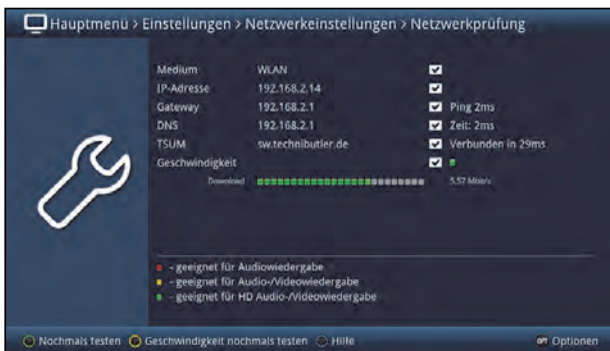 Hauptmenü > Einstellungen > Netzwerkeinstellungen > Netzwerkprüfung
Medium WLAN
IP-Adresse 192.168.2.14
Gateway 192.168.2.1 Ping 2ms
DNS 192.168.2.1 Zeit: 2ms
TSUM sw.technibutler.de Verbunden in 29ms
Geschwindigkeit
Download 5.57 Mbit/s
- geeignet für Audiowiedergabe
- geeignet für Audio-/Videowiedergabe
- geeignet für HD Audio-/Videowiedergabe
Nochmals testen Geschwindigkeit nochmals testen Hilfe Optionen